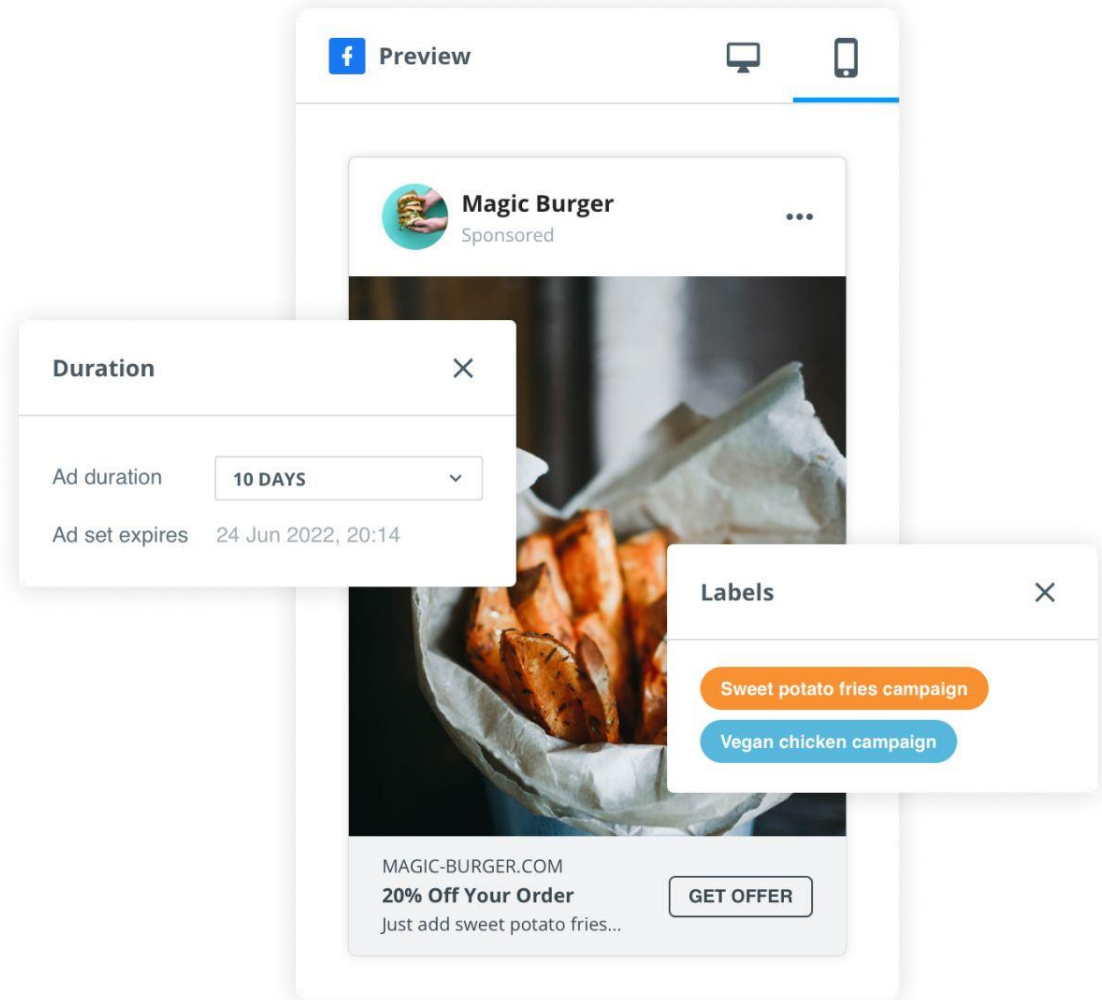 Preview
Magic Burger
Sponsored
Duration
Ad duration
10 DAYS
Ad set expires
24 Jun 2022, 20:14
Labels
Sweet potato fries campaign
Vegan chicken campaign
MAGIC-BURGER.COM
20% Off Your Order
Just add sweet potato fries...
GET OFFER